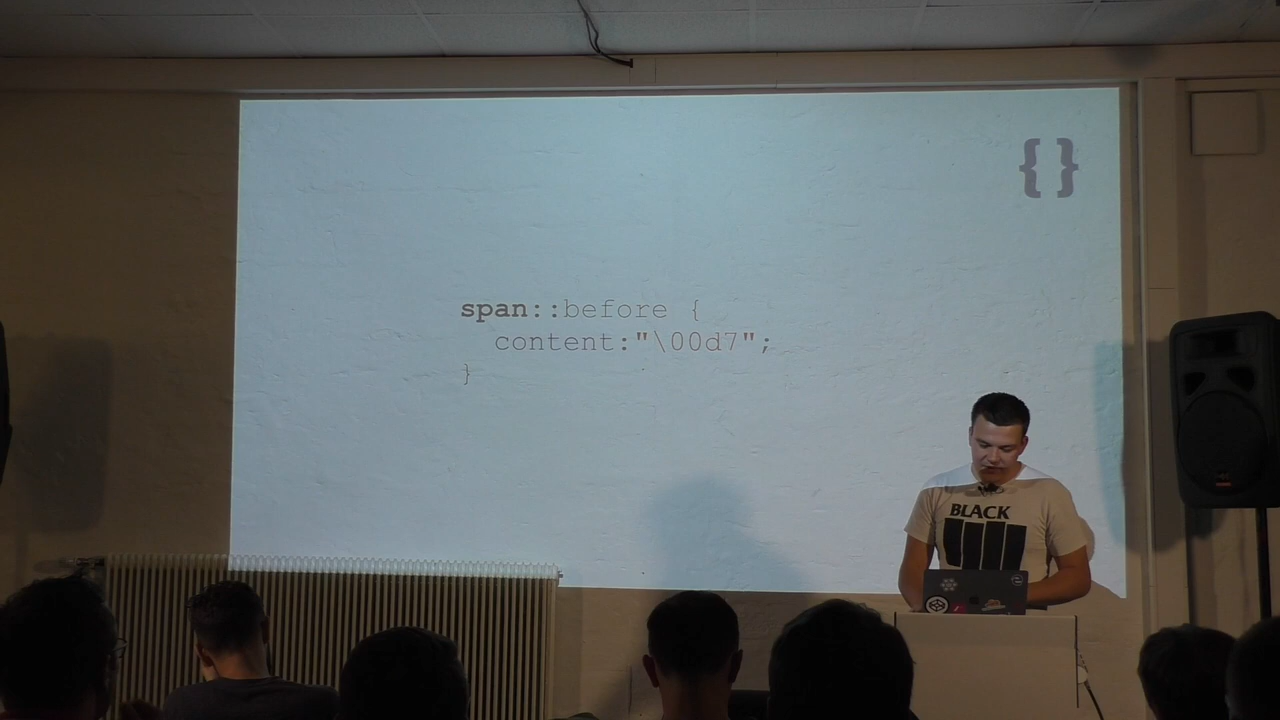 {}
span::before {
content:"\00d7";
}
BLACK